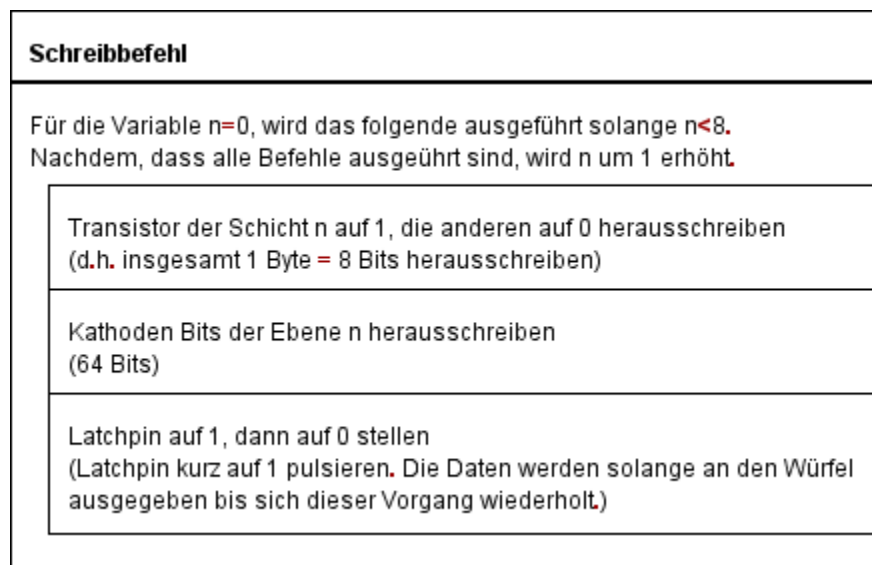 Schreibbefehl
Für die Variable n=0, wird das folgende ausgeführt solange n<8.
Nachdem, dass alle Befehle ausgeührt sind, wird n um 1 erhöht.
Transistor der Schicht n auf 1, die anderen auf 0 herausschreiben
(d.h. insgesamt 1 Byte = 8 Bits herausschreiben)
Kathoden Bits der Ebene n herausschreiben
(64 Bits)
Latchpin auf 1, dann auf 0 stellen
(Latchpin kurz auf 1 pulsieren. Die Daten werden solange an den Würfel
ausgegeben bis sich dieser Vorgang wiederholt.)